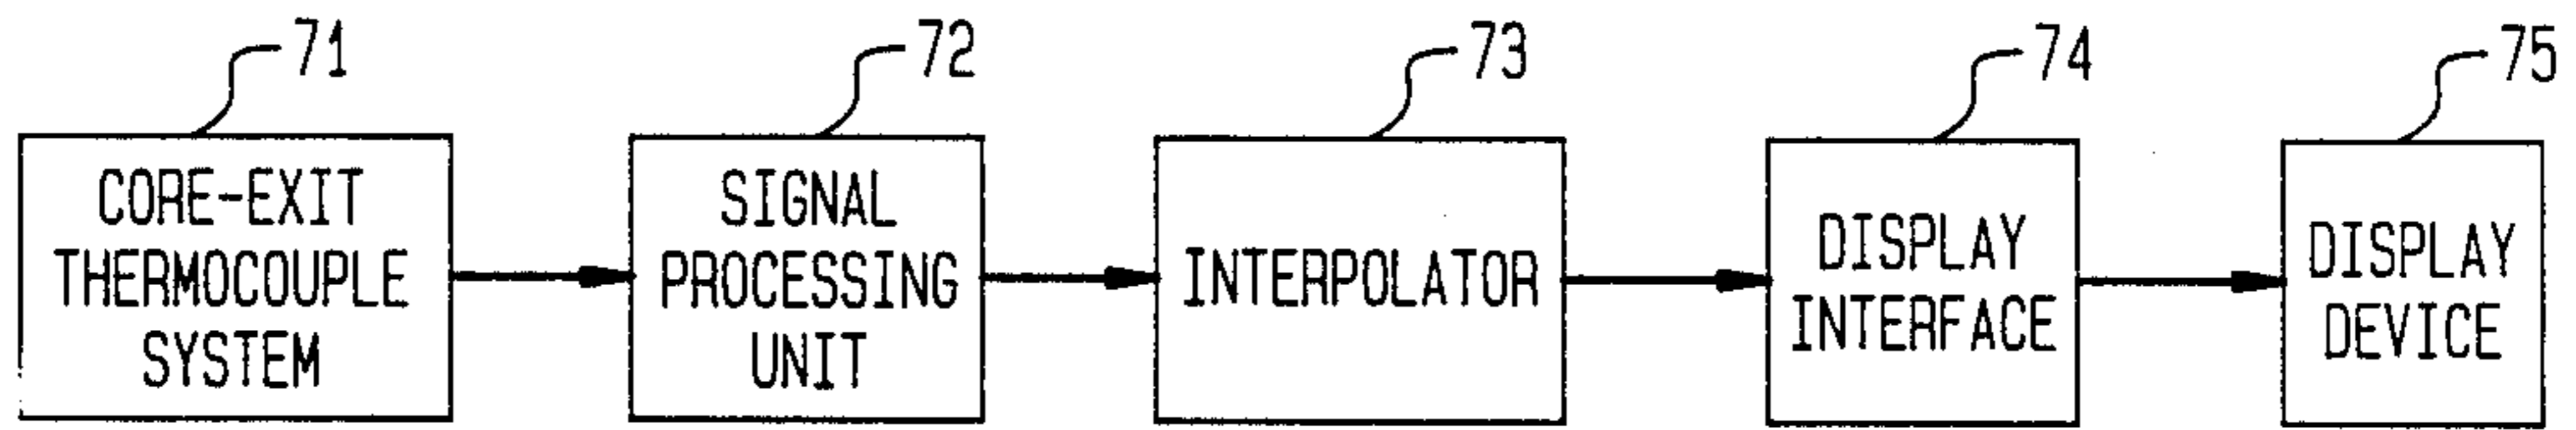 71
72
73
74
75
CORE-EXIT
THERMOCOUPLE
SYSTEM
SIGNAL
PROCESSING
UNIT
INTERPOLATOR
DISPLAY
INTERFACE
DISPLAY
DEVICE